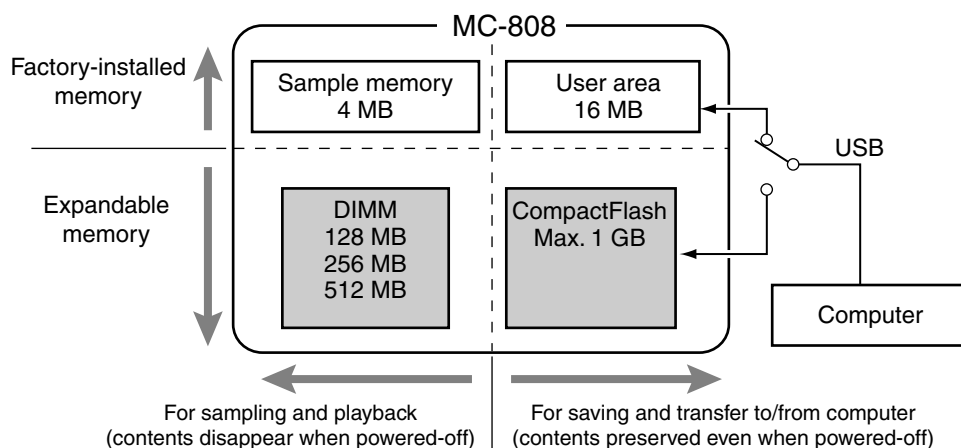 MC-808
Factory-installed
memory
Sample memory
4 MB
User area
16 MB
USB
Expandable
memory
DIMM
128 MB
256 MB
512 MB
CompactFlash
Max. 1 GB
Computer
For sampling and playback
(contents disappear when powered-off)
For saving and transfer to/from computer
(contents preserved even when powered-off)